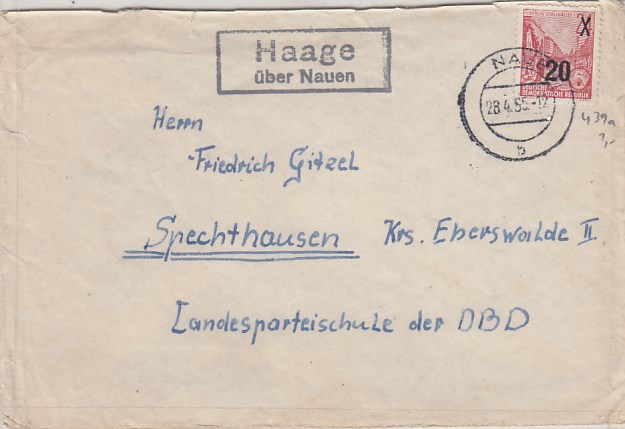 Haage
über Nauen
X
20
DEUTSCHE
DEMOKRATISCHE REPUBLIK
28.4.55.-12
b
439a
Herrn
Friedrich Gitzel
Spechthausen Krs. Eberswalde II
Landesparteischule der DBD